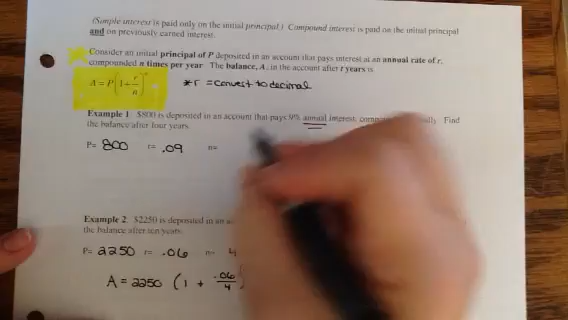 (Simple interest is paid only on the initial principal.) Compound interest is paid on the initial principal
and on previously earned interest.
Consider an initial principal of P deposited in an account that pays interest at an annual rate of r,
compounded n times per year. The balance, A, in the account after t years is
A = P(1 + r/n) *r = convert to decimal
Example 1 $800 is deposited in an account that pays 9% annual interest, Find
the balance after four years.
P= 800 r= .09 n=
Example 2 $2250 is deposited in an
the balance after ten years.
P= 2250 r= .06 n= 4
A = 2250 (1 + .06/4)